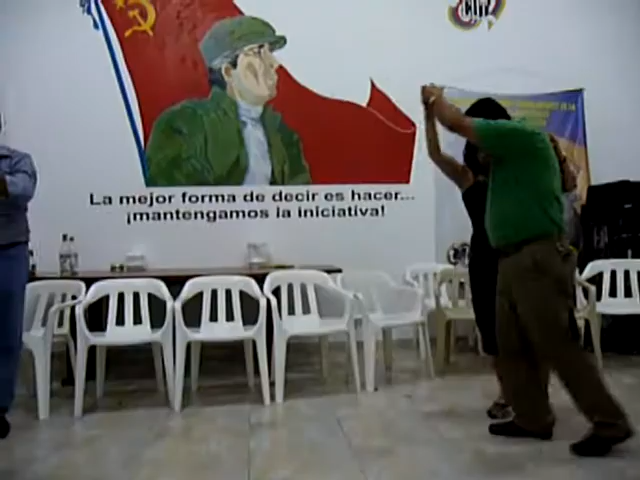 La mejor forma de decir es hacer...
¡mantengamos la iniciativa!